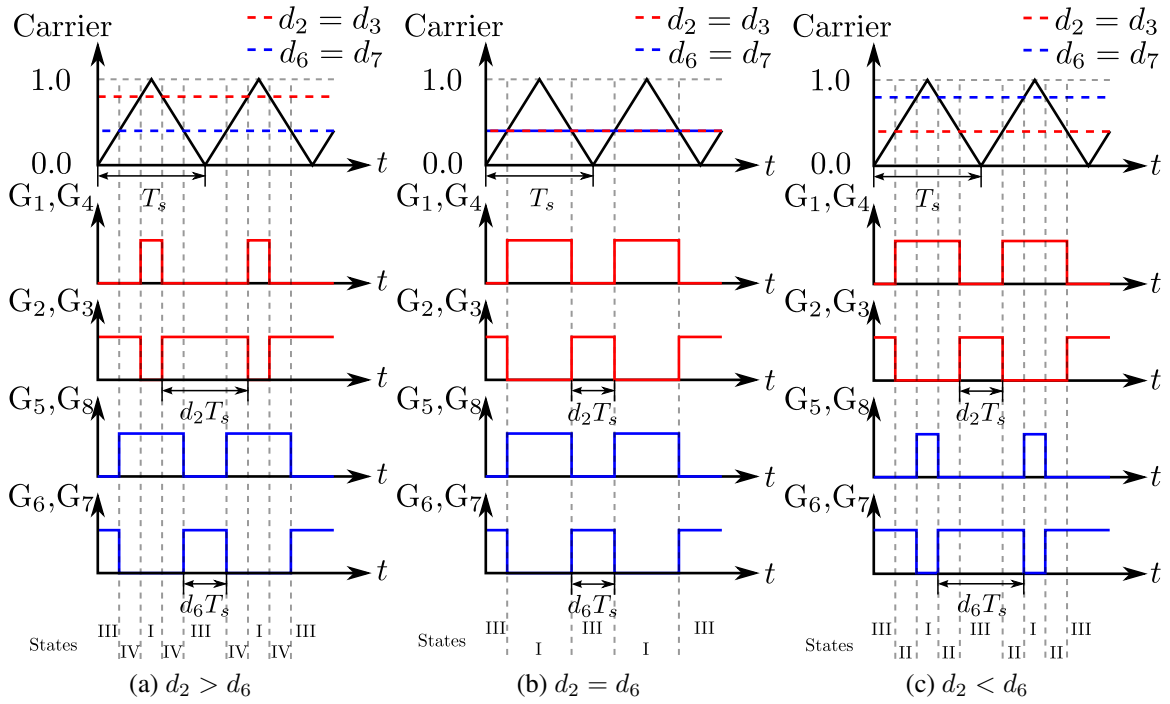 Carrier
d2 = d3
d6 = d7
1.0
0.0
t
Ts
G1,G4
t
G2,G3
t
d2Ts
G5,G8
t
G6,G7
t
d6Ts
States
III IV I IV III IV I IV III
(a) d2 > d6
Carrier
d2 = d3
d6 = d7
1.0
0.0
t
Ts
G1,G4
t
G2,G3
t
d2Ts
G5,G8
t
G6,G7
t
d6Ts
III I III I III
(b) d2 = d6
Carrier
d2 = d3
d6 = d7
1.0
0.0
t
Ts
G1,G4
t
G2,G3
t
d2Ts
G5,G8
t
G6,G7
t
d6Ts
States
III II I II III II I II III
(c) d2 < d6